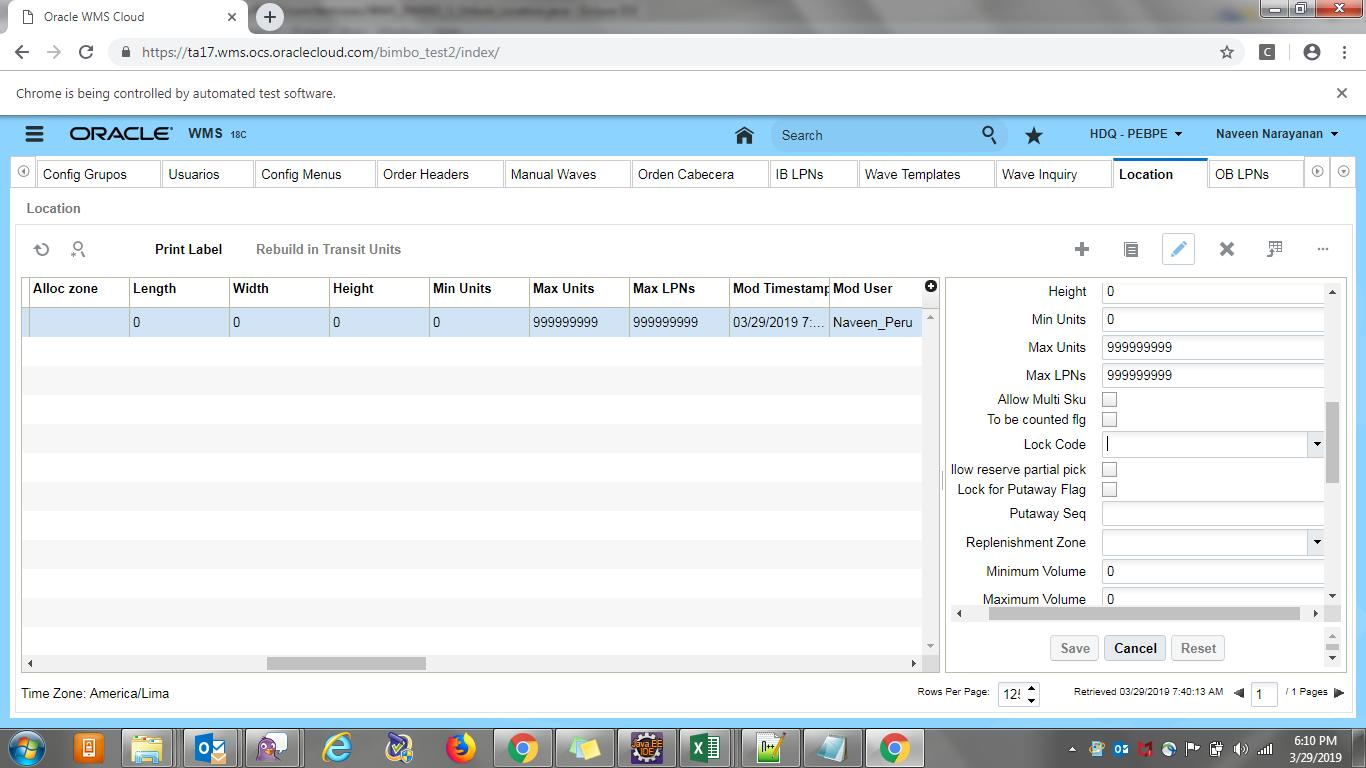 Oracle WMS Cloud
https://ta17.wms.ocs.oraclecloud.com/bimbo_test2/index/
C
Chrome is being controlled by automated test software.
ORACLE WMS 18C
Search
HDQ - PEBPE
Naveen Narayanan
Config Grupos
Usuarios
Config Menus
Order Headers
Manual Waves
Orden Cabecera
IB LPNs
Wave Templates
Wave Inquiry
Location
OB LPNs
Location
Print Label
Rebuild in Transit Units
Alloc zone Length Width Height Min Units Max Units Max LPNs Mod Timestamp Mod User
0 0 0 0 999999999 999999999 03/29/2019 7:... Naveen_Peru
Height 0
Min Units 0
Max Units 999999999
Max LPNs 999999999
Allow Multi Sku
To be counted flg
Lock Code
llow reserve partial pick
Lock for Putaway Flag
Putaway Seq
Replenishment Zone
Minimum Volume 0
Maximum Volume 0
Save Cancel Reset
Time Zone: America/Lima
Rows Per Page:
Retrieved 03/29/2019 7:40:13 AM
1 / 1 Pages
Java EE
IDE
6:10 PM
3/29/2019